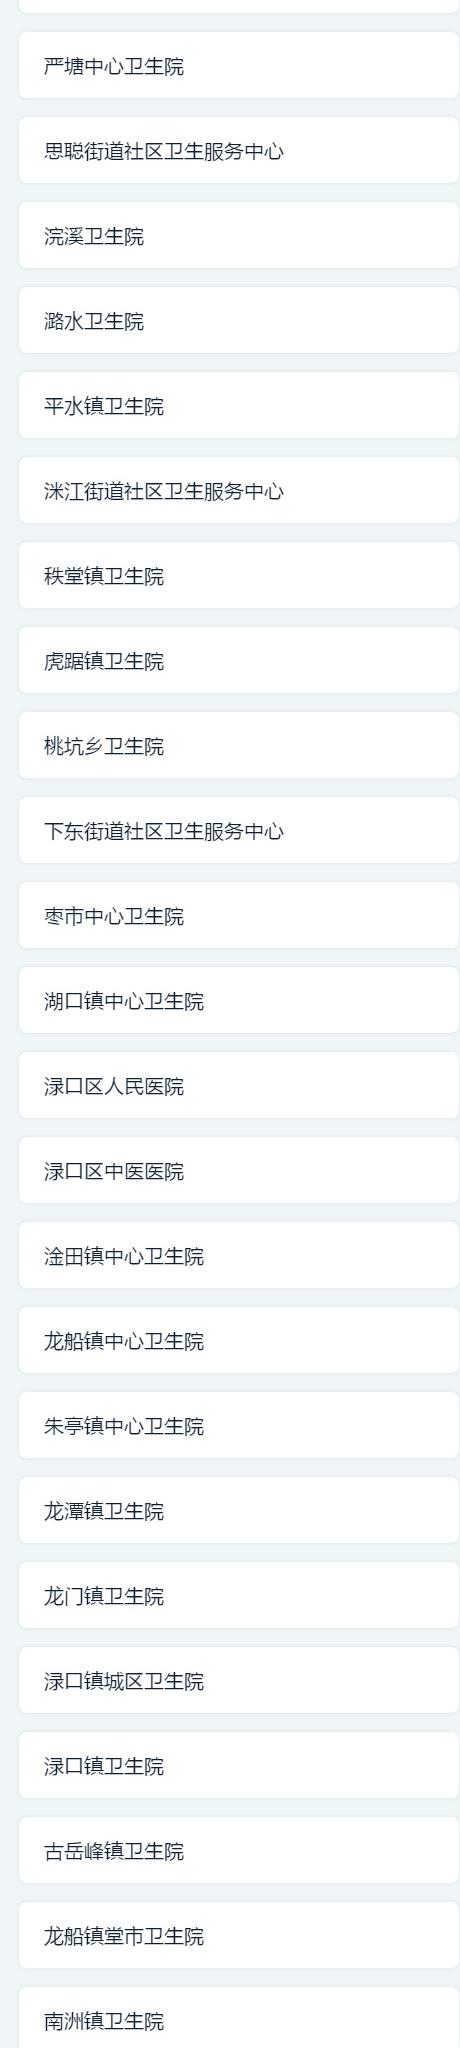 严塘中心卫生院
思聪街道社区卫生服务中心
浣溪卫生院
潞水卫生院
平水镇卫生院
洣江街道社区卫生服务中心
秩堂镇卫生院
虎踞镇卫生院
桃坑乡卫生院
下东街道社区卫生服务中心
枣市中心卫生院
湖口镇中心卫生院
渌口区人民医院
渌口区中医医院
淦田镇中心卫生院
龙船镇中心卫生院
朱亭镇中心卫生院
龙潭镇卫生院
龙门镇卫生院
渌口镇城区卫生院
渌口镇卫生院
古岳峰镇卫生院
龙船镇堂市卫生院
南洲镇卫生院